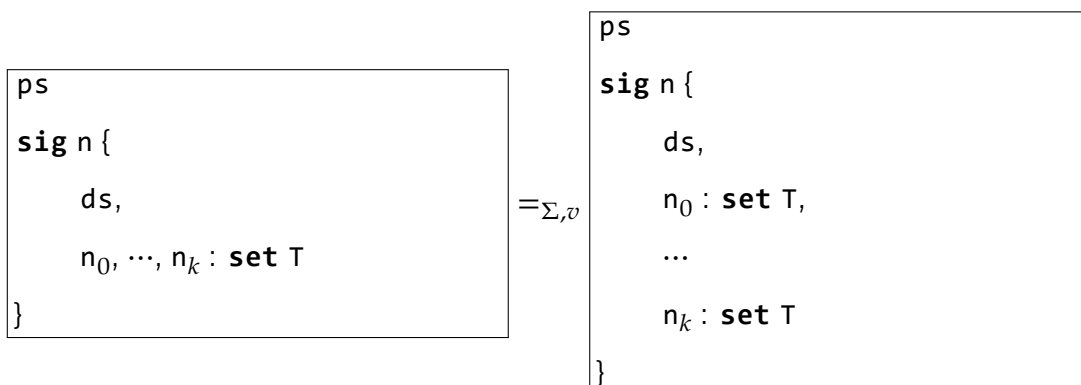 ps
sig n {
ds,
n₀, ⋯, nₖ : set T
}
=Σ,v
ps
sig n {
ds,
n₀ : set T,
⋯
nₖ : set T
}